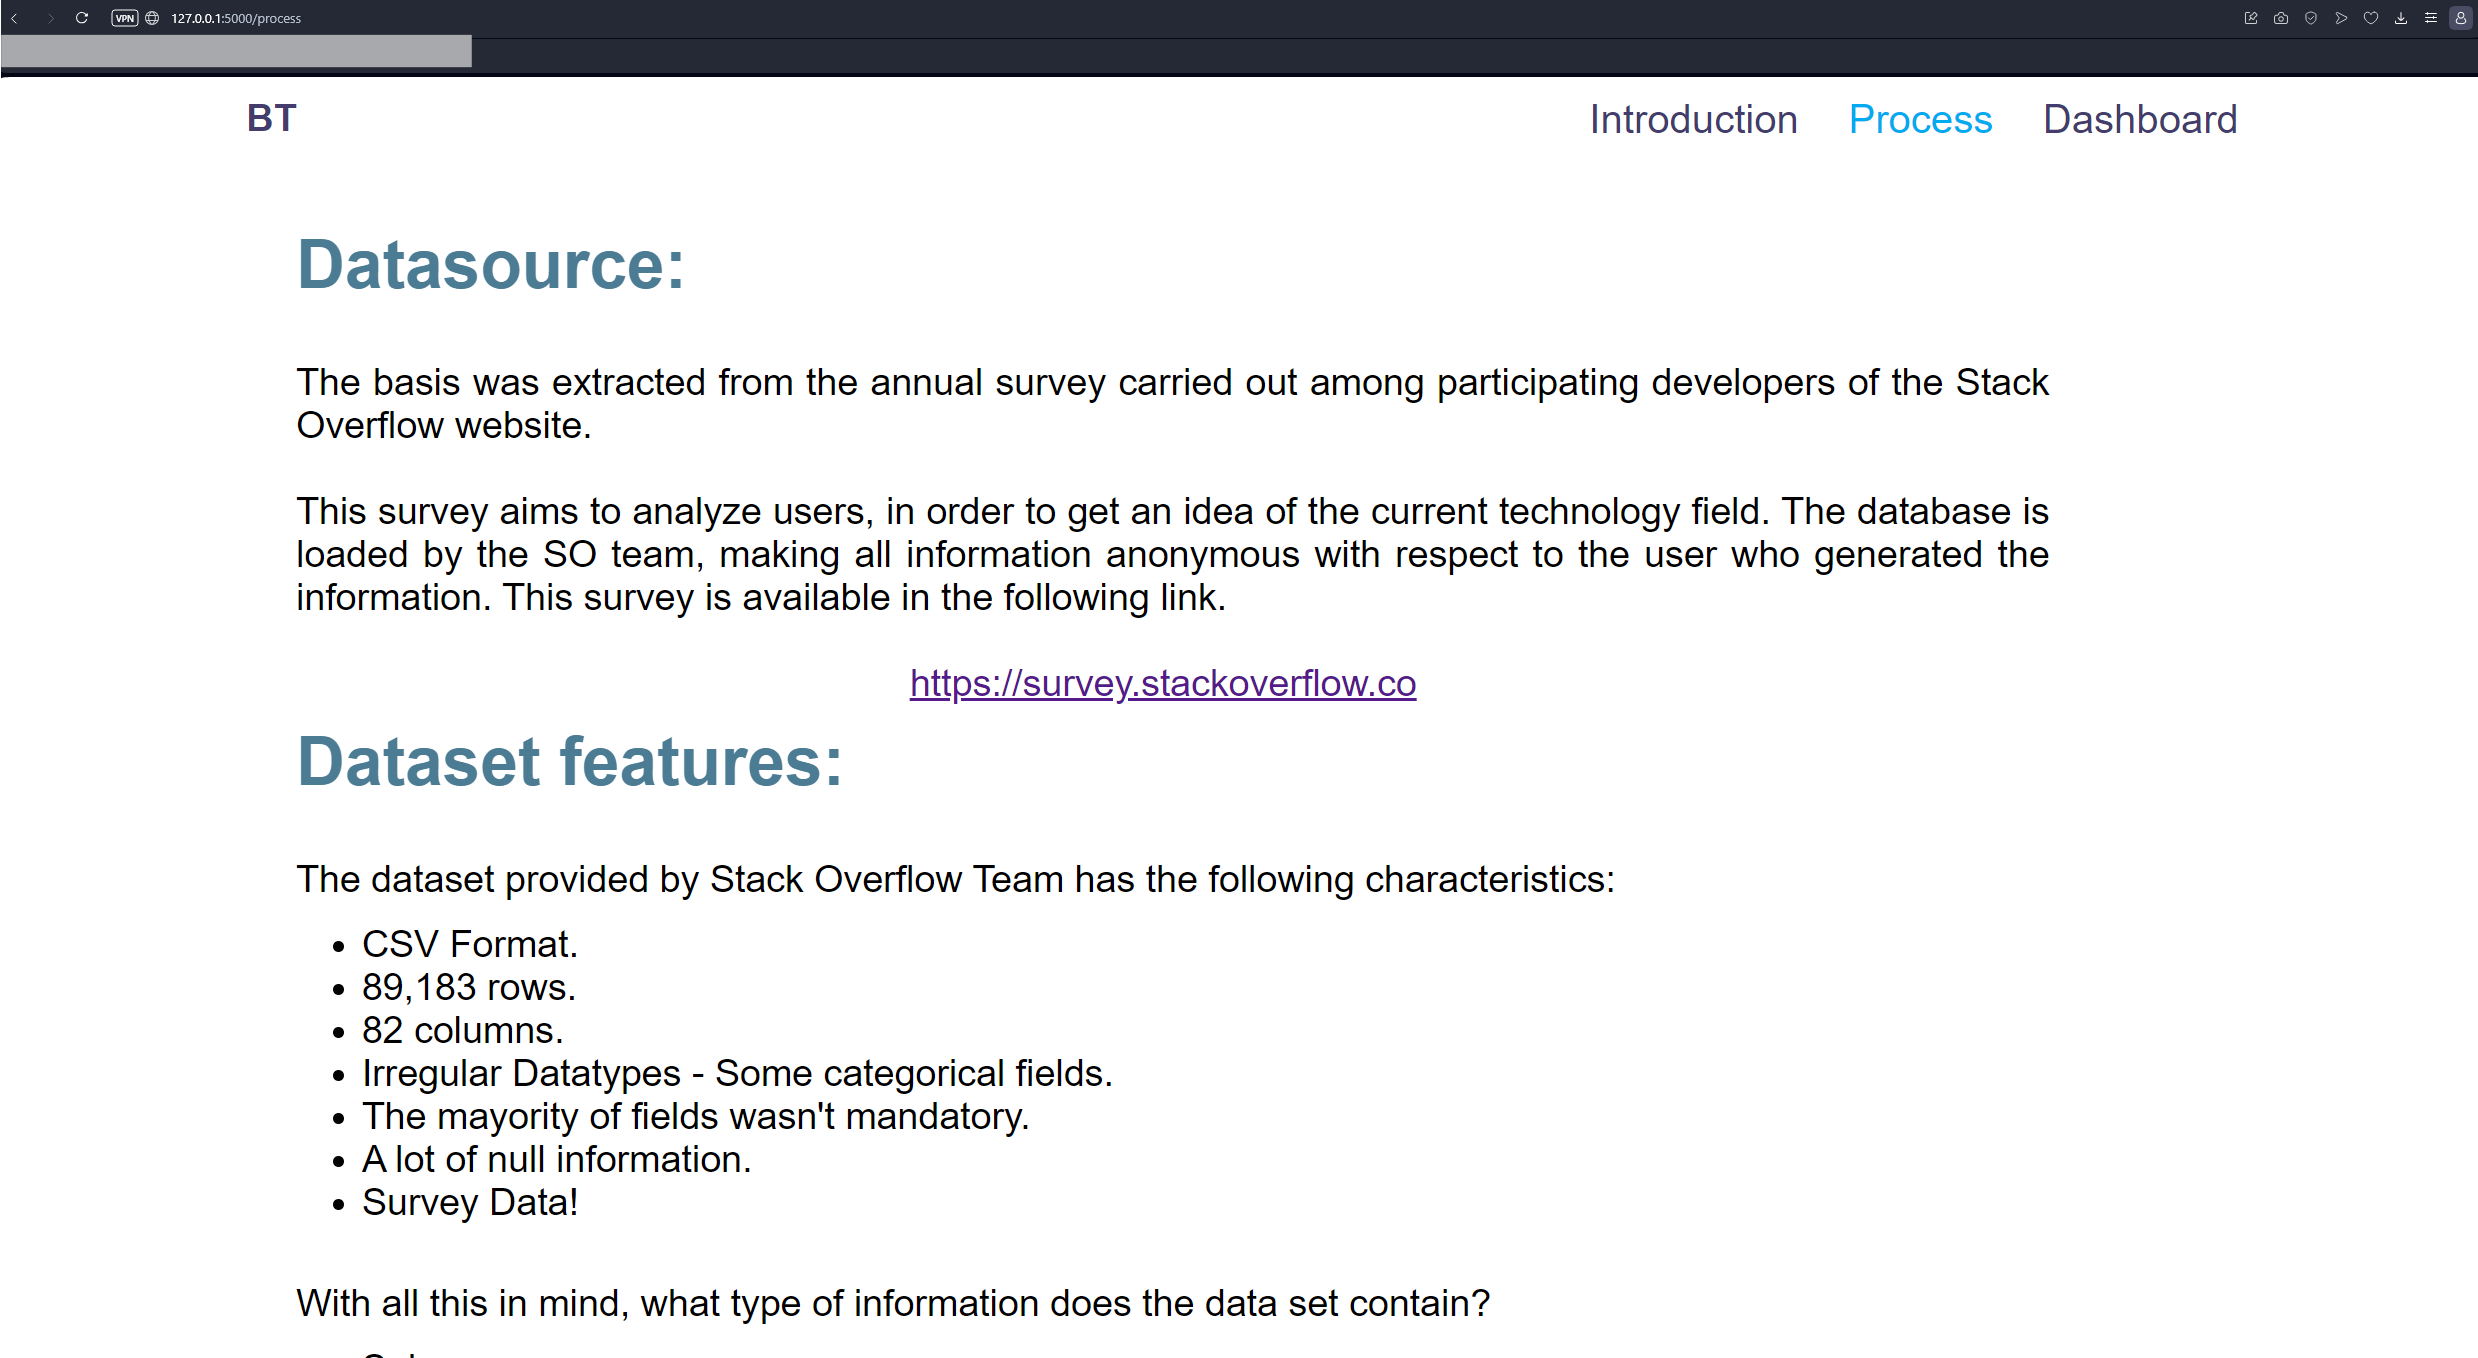 VPN 127.0.0.1:5000/process
BT Introduction Process Dashboard
Datasource:
The basis was extracted from the annual survey carried out among participating developers of the Stack
Overflow website.
This survey aims to analyze users, in order to get an idea of the current technology field. The database is
loaded by the SO team, making all information anonymous with respect to the user who generated the
information. This survey is available in the following link.
https://survey.stackoverflow.co
Dataset features:
The dataset provided by Stack Overflow Team has the following characteristics:
• CSV Format.
• 89,183 rows.
• 82 columns.
• Irregular Datatypes - Some categorical fields.
• The mayority of fields wasn't mandatory.
• A lot of null information.
• Survey Data!
With all this in mind, what type of information does the data set contain?